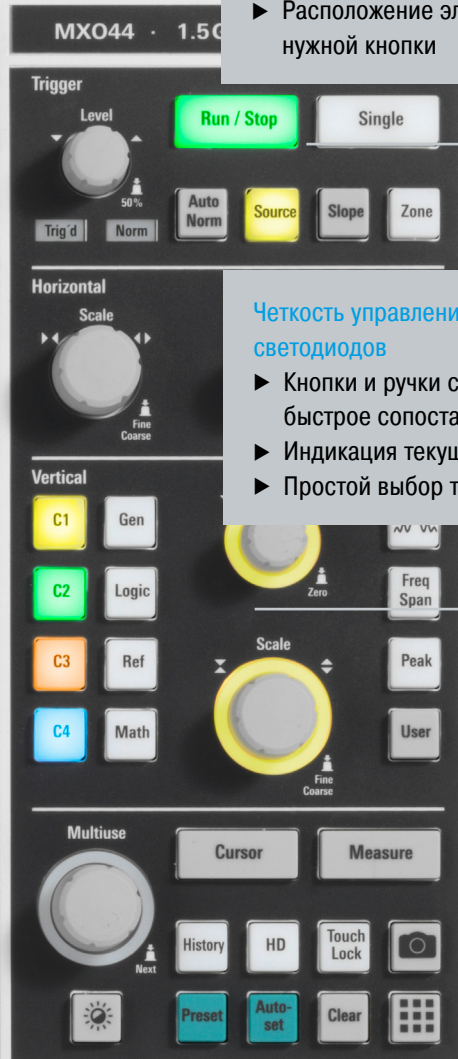 MXO44 · 1.5G
▶ Расположение эл
нужной кнопки
Trigger
Level
50%
Trig´d
Norm
Run / Stop
Single
Auto
Norm
Source
Slope
Zone
Horizontal
Scale
Fine
Coarse
Четкость управлени
светодиодов
▶ Кнопки и ручки с
быстрое сопоста
▶ Индикация текущ
▶ Простой выбор т
Vertical
C1
Gen
C2
Logic
C3
Ref
C4
Math
Zero
Freq
Span
Scale
Fine
Coarse
Peak
User
Multiuse
Next
Cursor
Measure
History
HD
Touch
Lock
Preset
Auto-
set
Clear